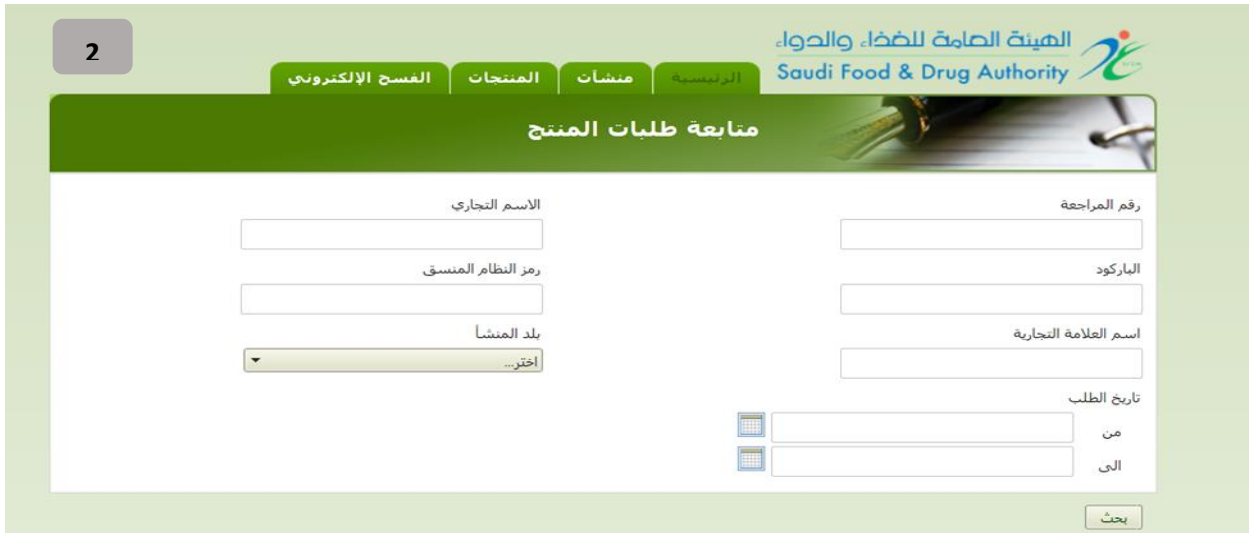 2
الهيئة العامة للغذاء والدواء
Saudi Food & Drug Authority
الرئيسية منشآت المنتجات الفسح الإلكتروني
متابعة طلبات المنتج
رقم المراجعة الاسم التجاري
الباركود رمز النظام المنسق
اسم العلامة التجارية بلد المنشأ
اختر...
تاريخ الطلب
من
الى
بحث